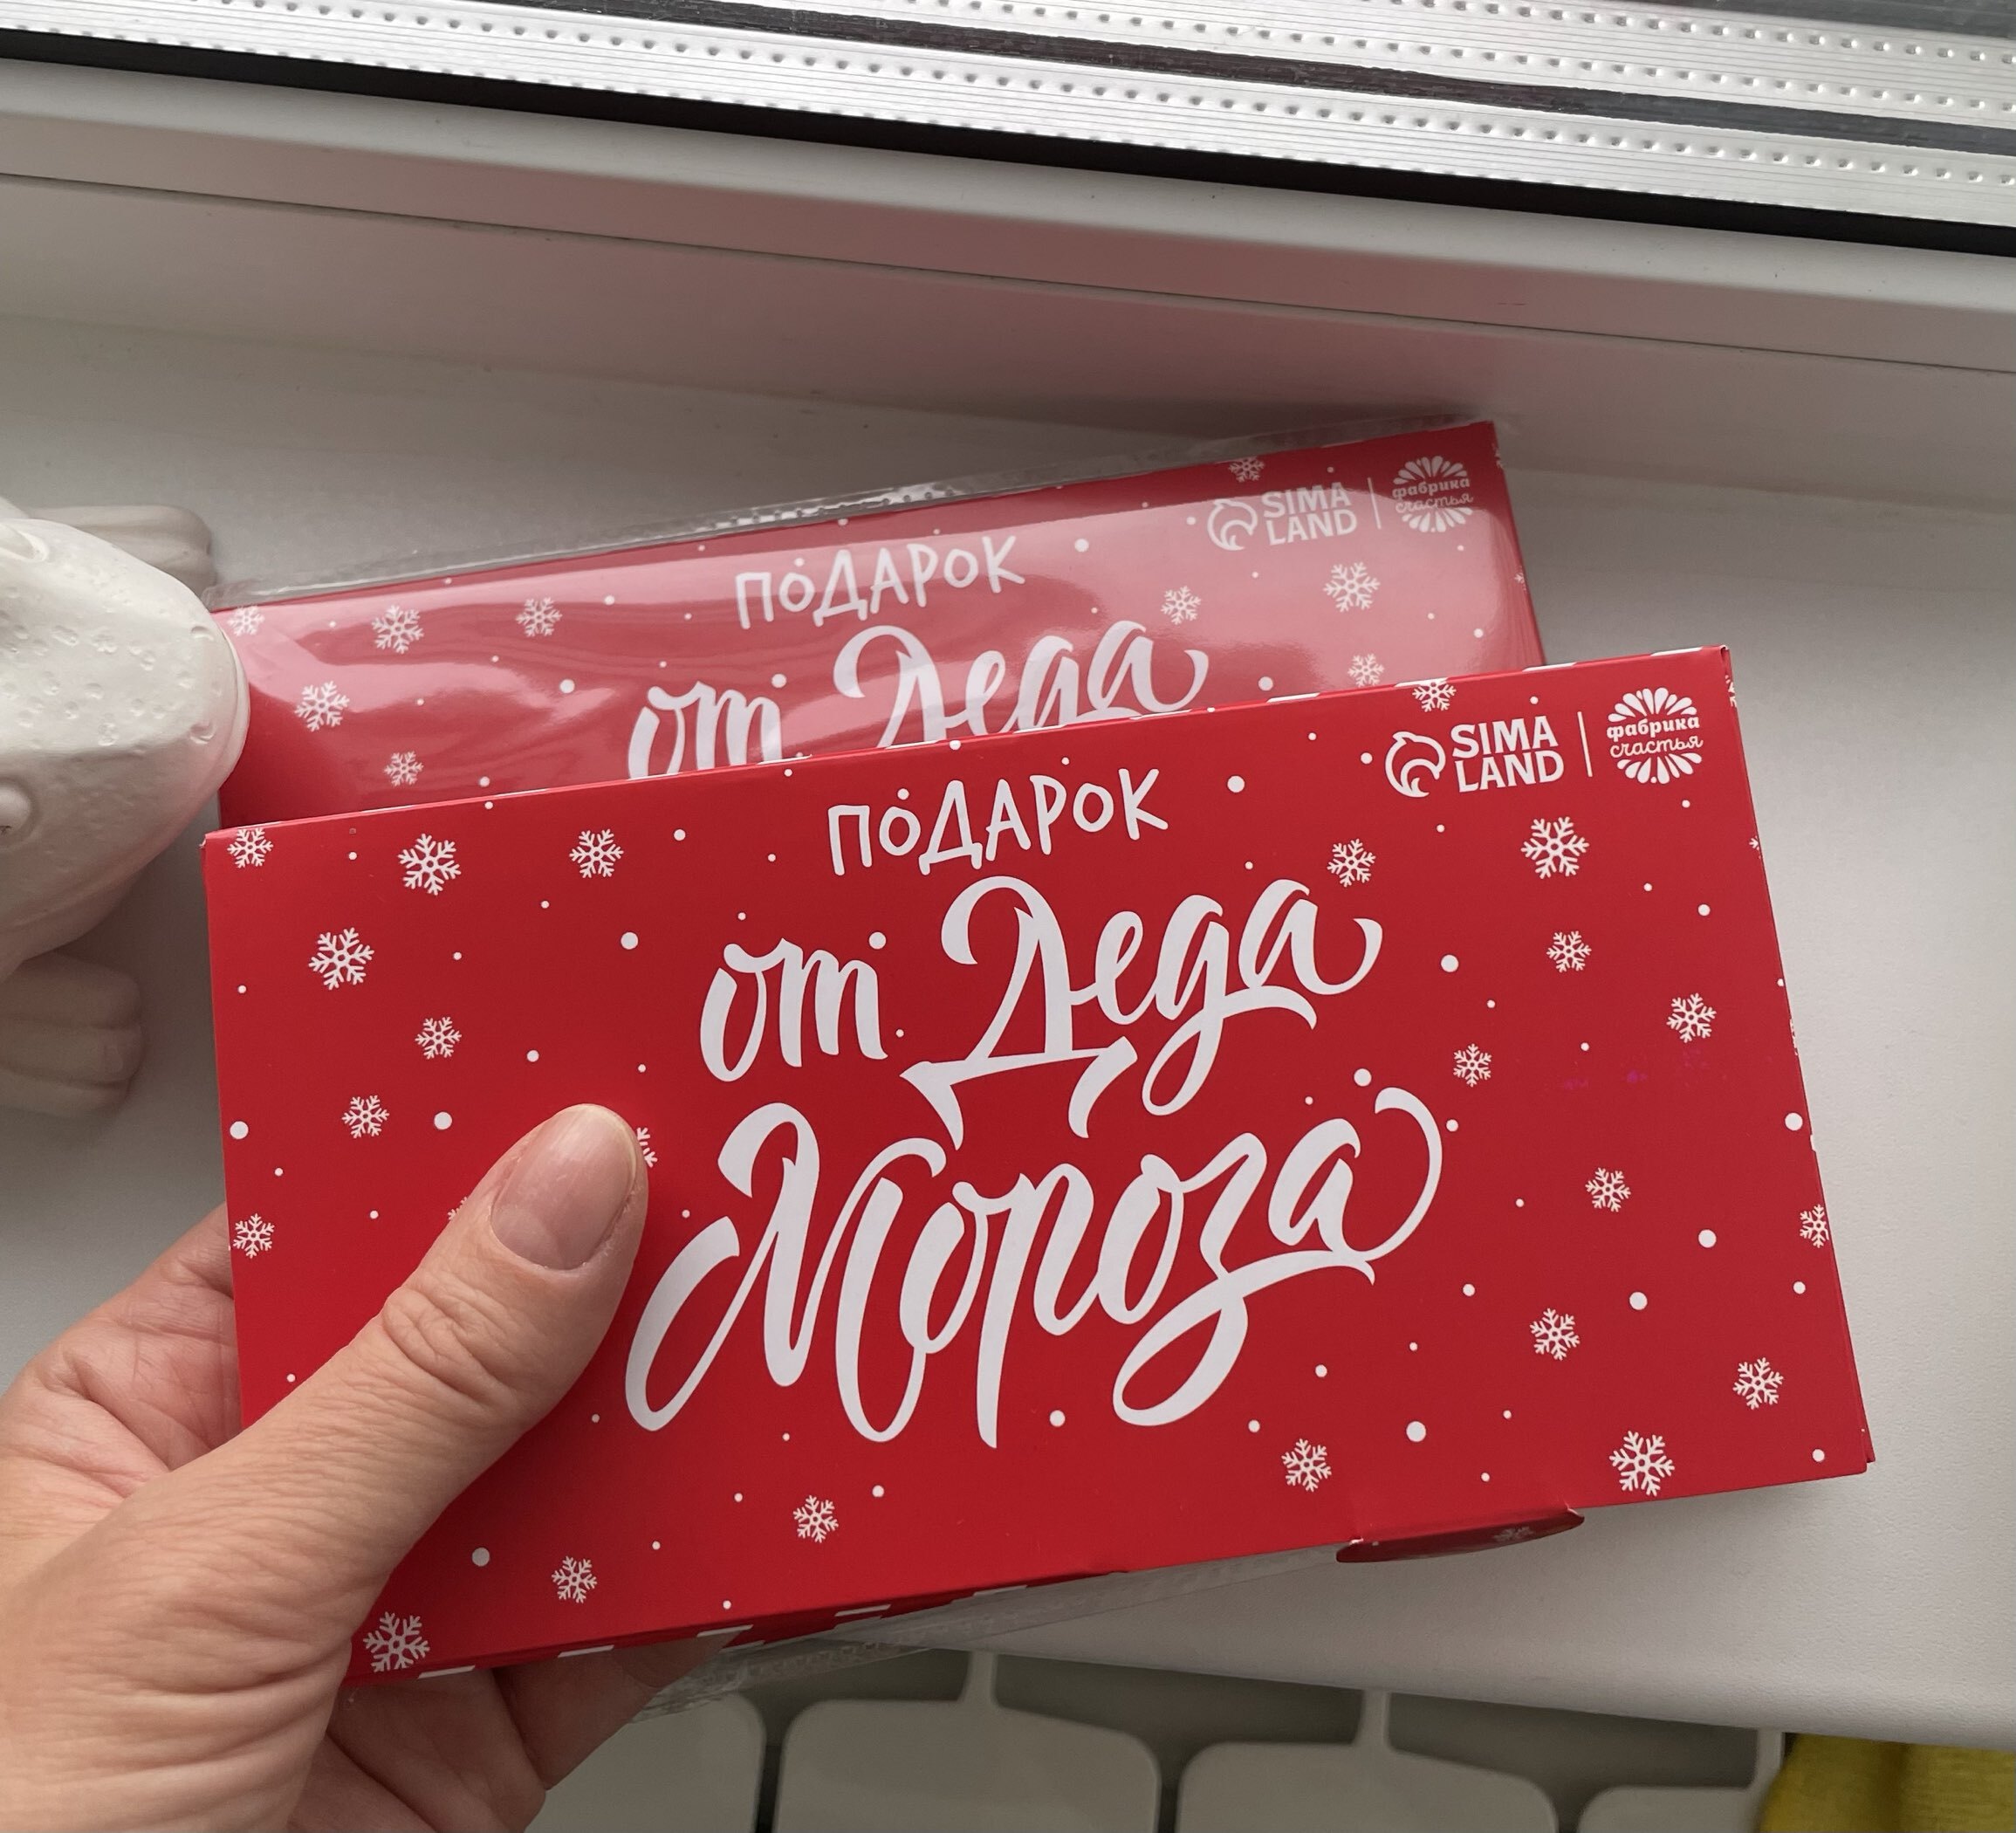 SIMA
LAND
фабрика
счастья
ПОДАРОК
от Деда
SIMA
LAND
фабрика
счастья
ПОДАРОК
от Деда
Мороза